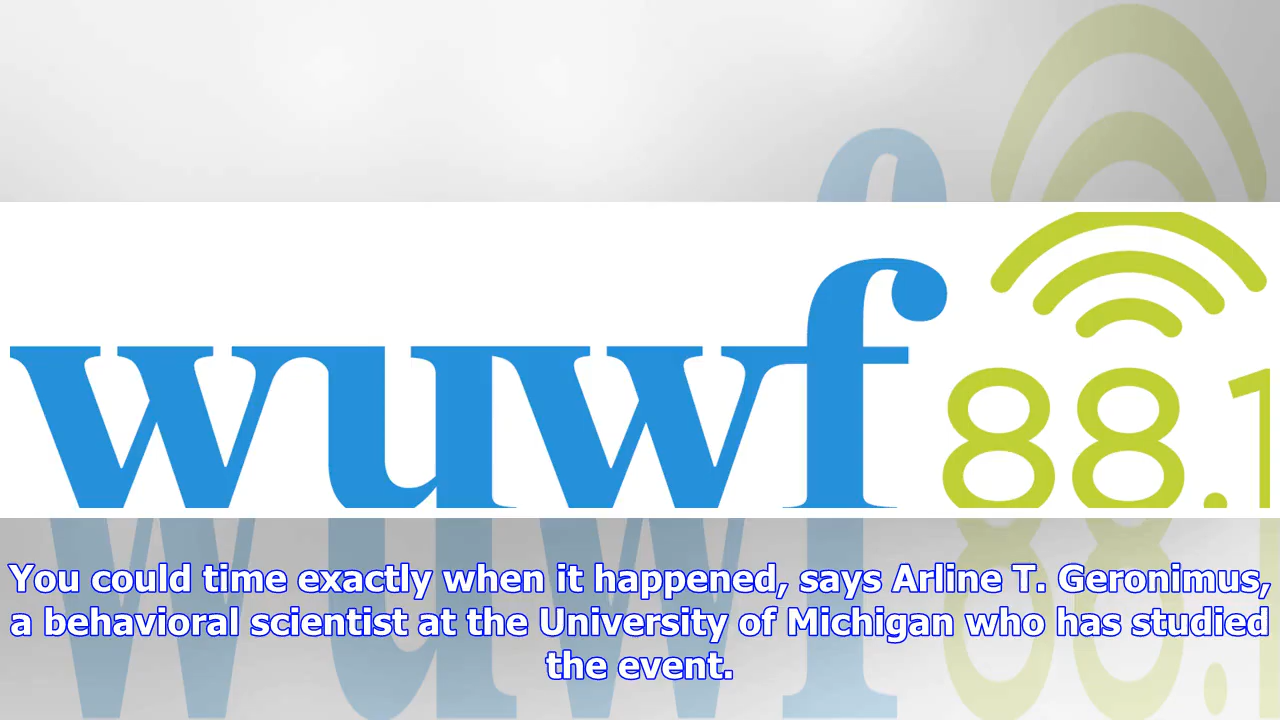 wuwf
88.1
You could time exactly when it happened, says Arline T. Geronimus,
a behavioral scientist at the University of Michigan who has studied
the event.